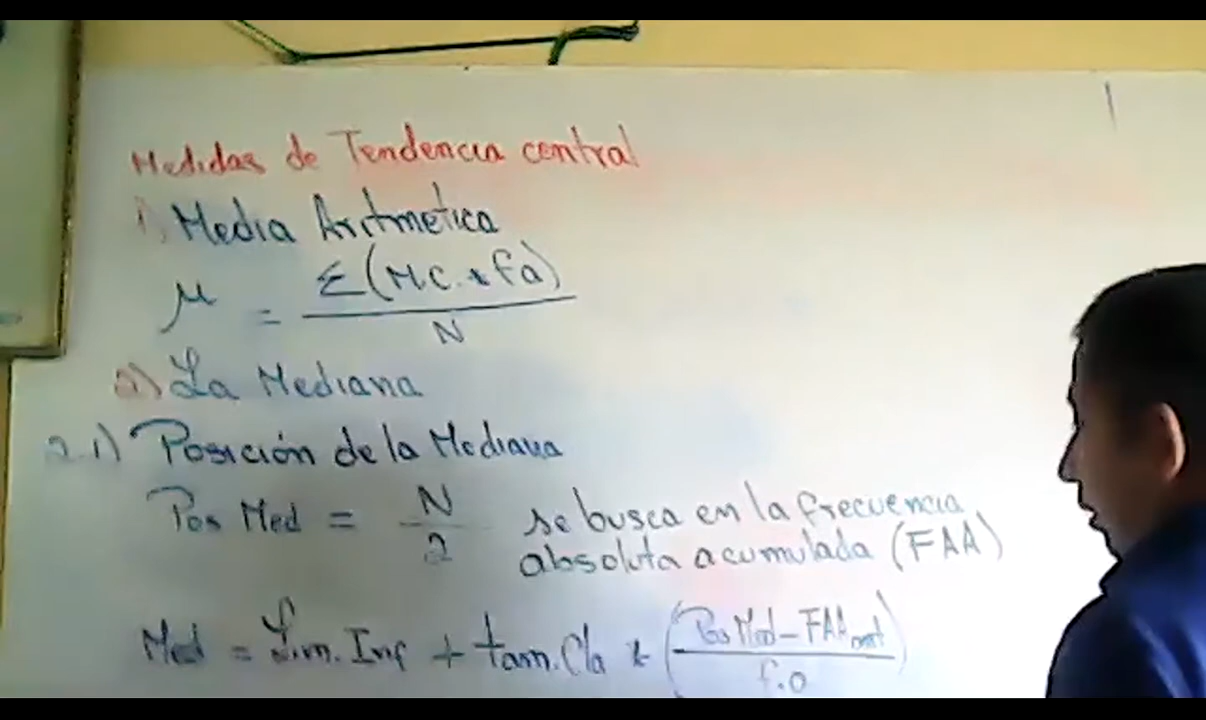 Medidas de Tendencia central
1) Media Aritmetica
μ = Σ(MC * fa) / N
2) La Mediana
2.1) Posición de la Mediana
Pos Med = N / 2 se busca en la frecuencia
absoluta acumulada (FAA)
Med = Lim. Inf + tam. Cla * (Pos Med - FAA ant / f.o)